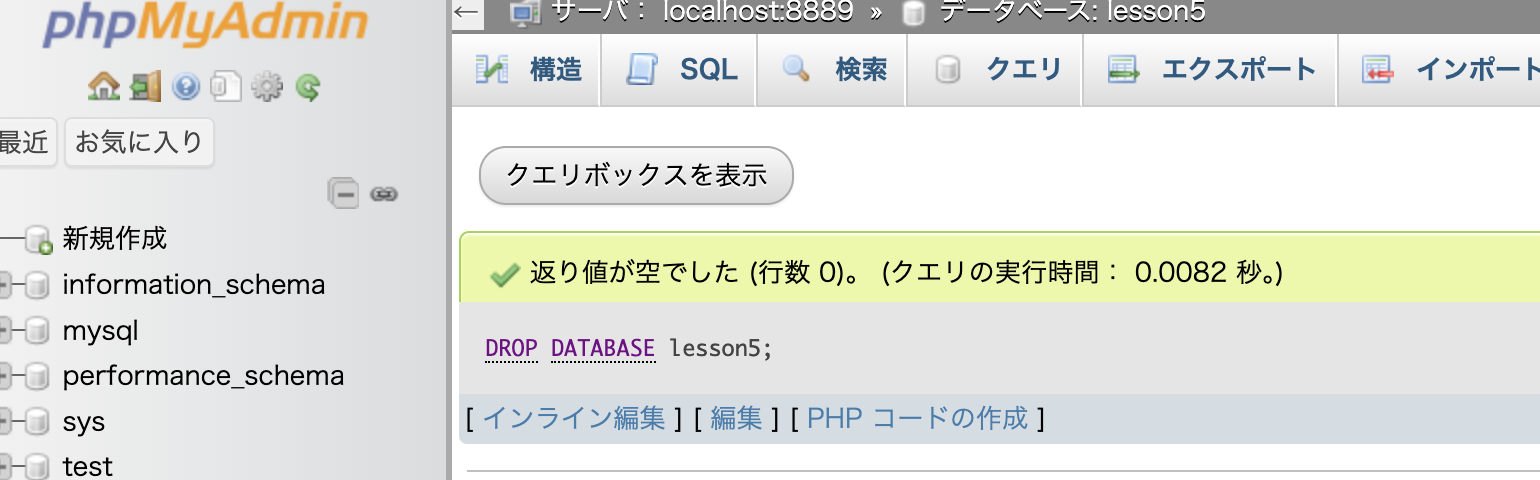 phpMyAdmin
最近 お気に入り
新規作成
information_schema
mysql
performance_schema
sys
test
← サーバ： localhost:8889 » データベース: lesson5
構造 SQL 検索 クエリ エクスポート インポート
クエリボックスを表示
返り値が空でした (行数 0)。 (クエリの実行時間： 0.0082 秒。)
DROP DATABASE lesson5;
[ インライン編集 ] [ 編集 ] [ PHP コードの作成 ]